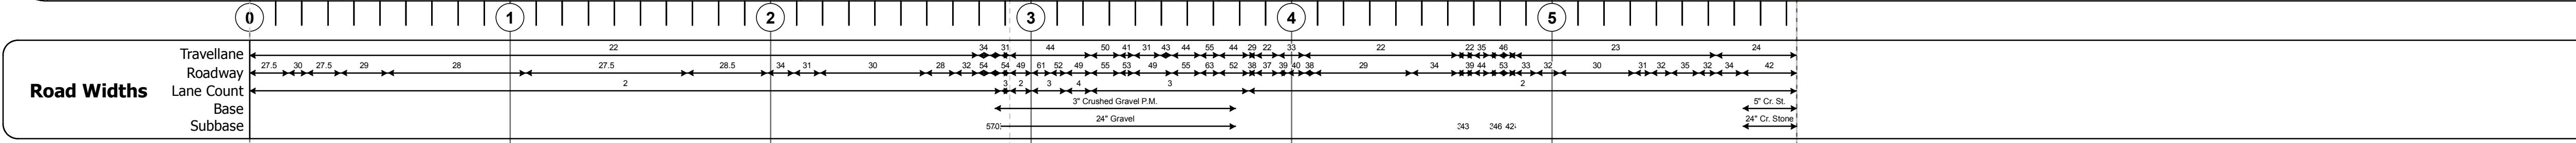 0 1 2 3 4 5
Road Widths
Travellane 22 34 31 44 50 41 31 43 44 55 44 29 22 33 22 22 35 46 23 24
Roadway 27.5 30 27.5 29 28 27.5 28.5 34 31 30 28 32 54 54 49 61 52 49 55 53 49 55 63 52 38 37 39 40 38 29 34 39 44 53 33 32 30 31 32 35 32 34 42
Lane Count 2 3 2 3 4 3 2
Base 3" Crushed Gravel P.M. 5" Cr. St.
Subbase 24" Gravel 24" Cr. Stone